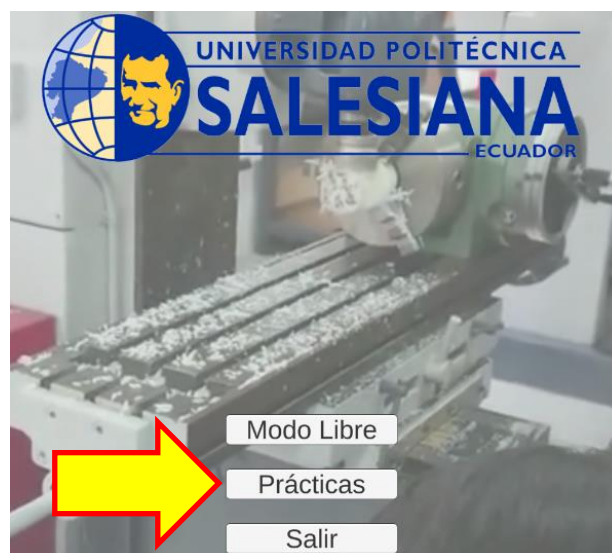 UNIVERSIDAD POLITÉCNICA
SALESIANA
ECUADOR
Modo Libre
Prácticas
Salir